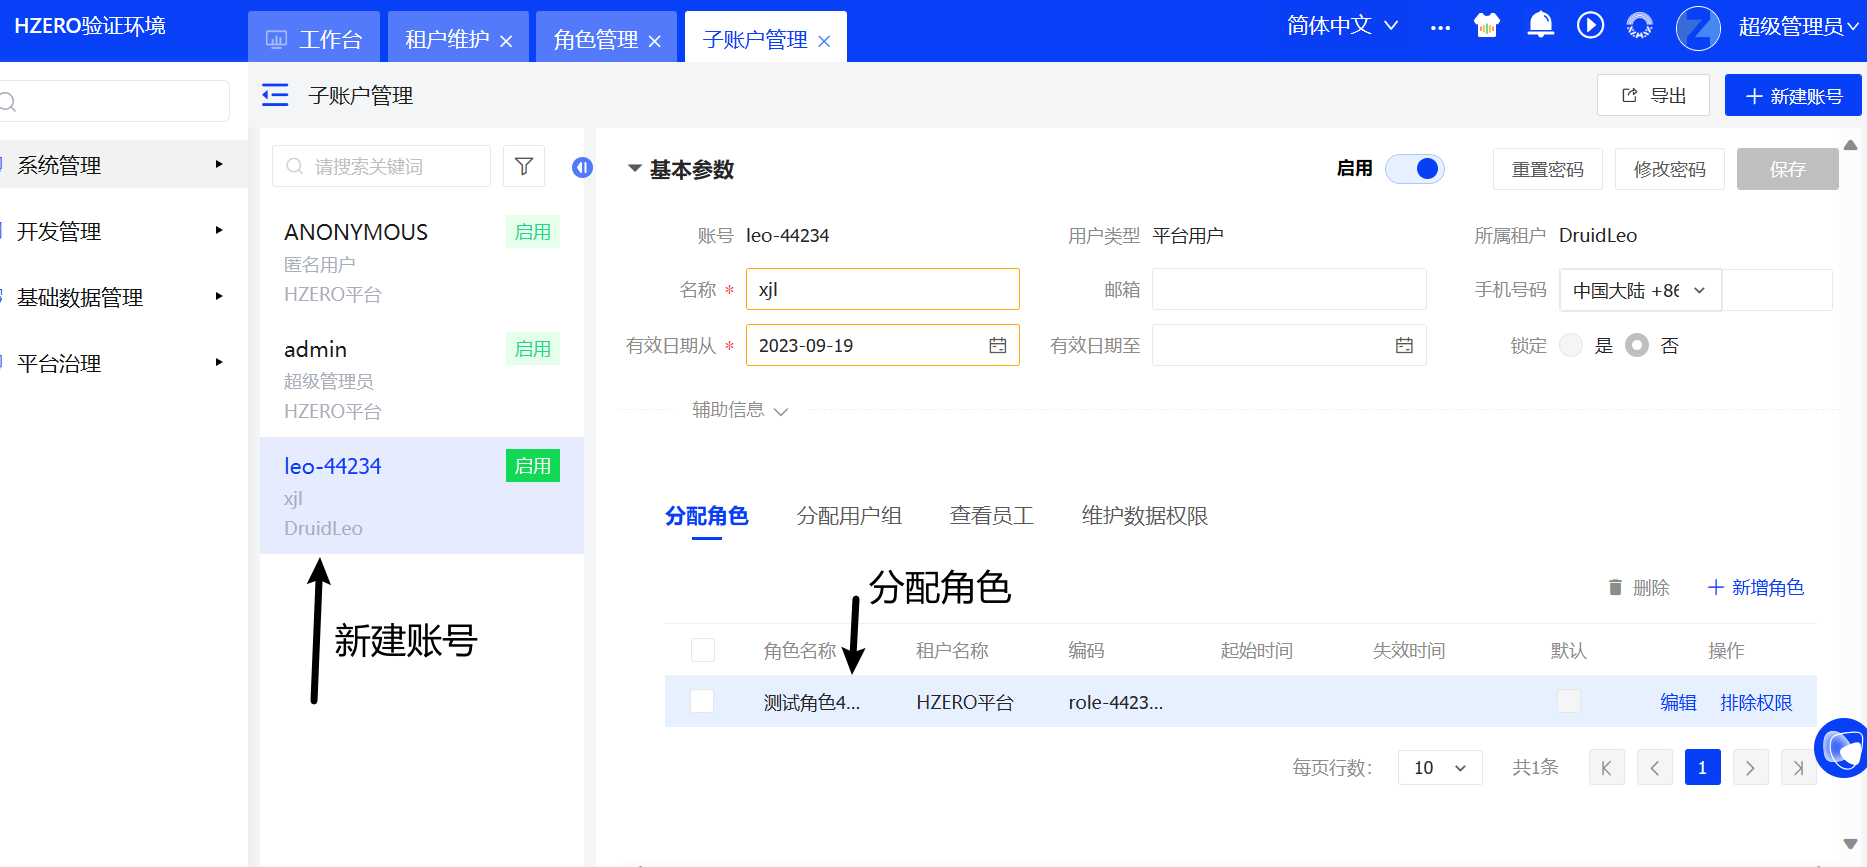 HZERO验证环境
工作台
租户维护
角色管理
子账户管理
简体中文
超级管理员
子账户管理
导出
新建账号
系统管理
开发管理
基础数据管理
平台治理
请搜索关键词
ANONYMOUS 启用
匿名用户
HZERO平台
admin 启用
超级管理员
HZERO平台
leo-44234 启用
xjl
DruidLeo
新建账号
基本参数
启用
重置密码
修改密码
保存
账号 leo-44234
用户类型 平台用户
所属租户 DruidLeo
名称 * xjl
邮箱
手机号码 中国大陆 +86
有效日期从 * 2023-09-19
有效日期至
锁定 是 否
辅助信息
分配角色 分配用户组 查看员工 维护数据权限
分配角色
删除 新增角色
角色名称 租户名称 编码 起始时间 失效时间 默认 操作
测试角色4... HZERO平台 role-4423... 编辑 排除权限
每页行数: 10 共1条 1